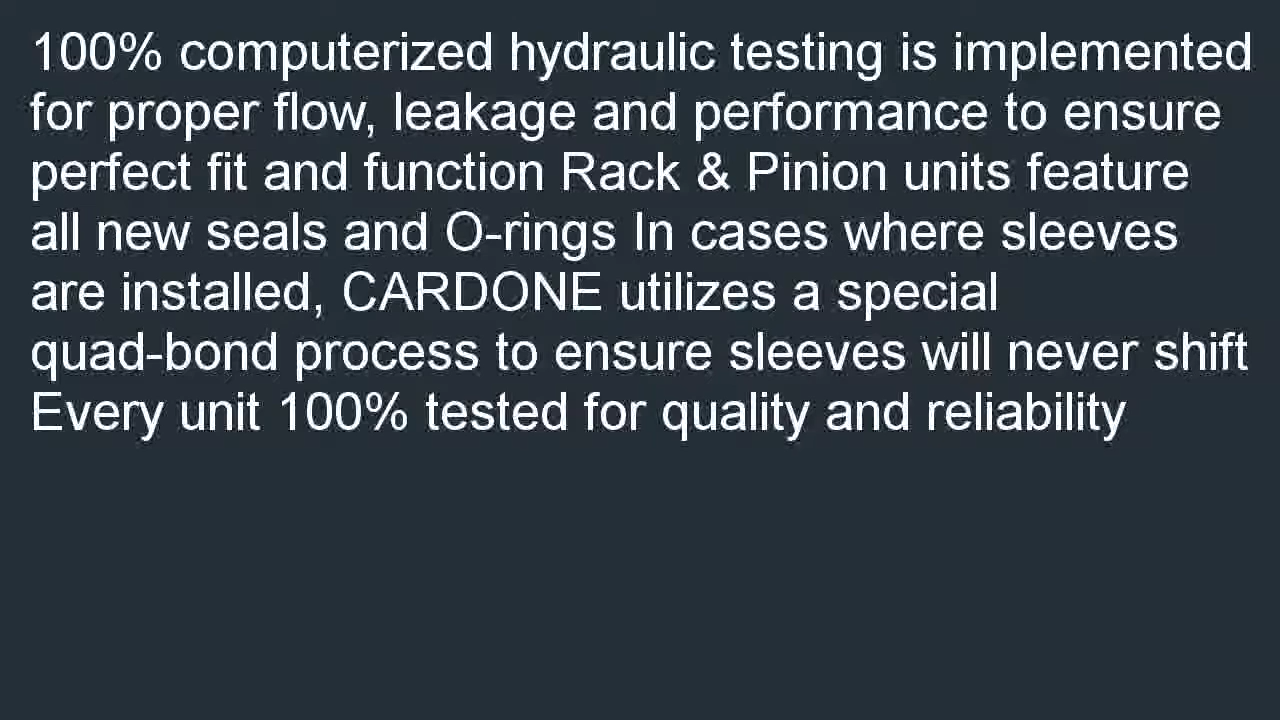 100% computerized hydraulic testing is implemented
for proper flow, leakage and performance to ensure
perfect fit and function Rack & Pinion units feature
all new seals and O-rings In cases where sleeves
are installed, CARDONE utilizes a special
quad-bond process to ensure sleeves will never shift
Every unit 100% tested for quality and reliability